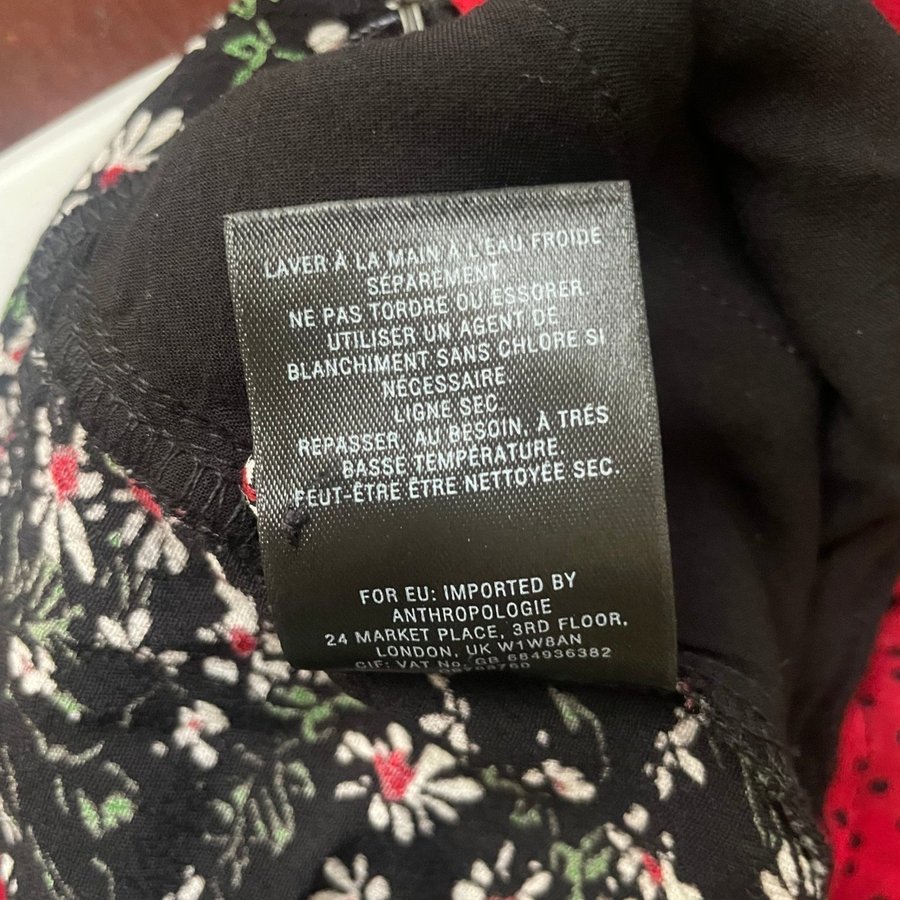 LAVER À LA MAIN À L'EAU FROIDE
SÉPARÉMENT
NE PAS TORDRE OU ESSORER
UTILISER UN AGENT DE
BLANCHIMENT SANS CHLORE SI
NÉCESSAIRE.
LIGNE SEC.
REPASSER, AU BESOIN, À TRÉS
BASSE TEMPÉRATURE.
PEUT-ÊTRE ÊTRE NETTOYÉE SEC.
FOR EU: IMPORTED BY
ANTHROPOLOGIE
24 MARKET PLACE, 3RD FLOOR,
LONDON, UK W1W8AN
CIF: VAT No: GB 684936382